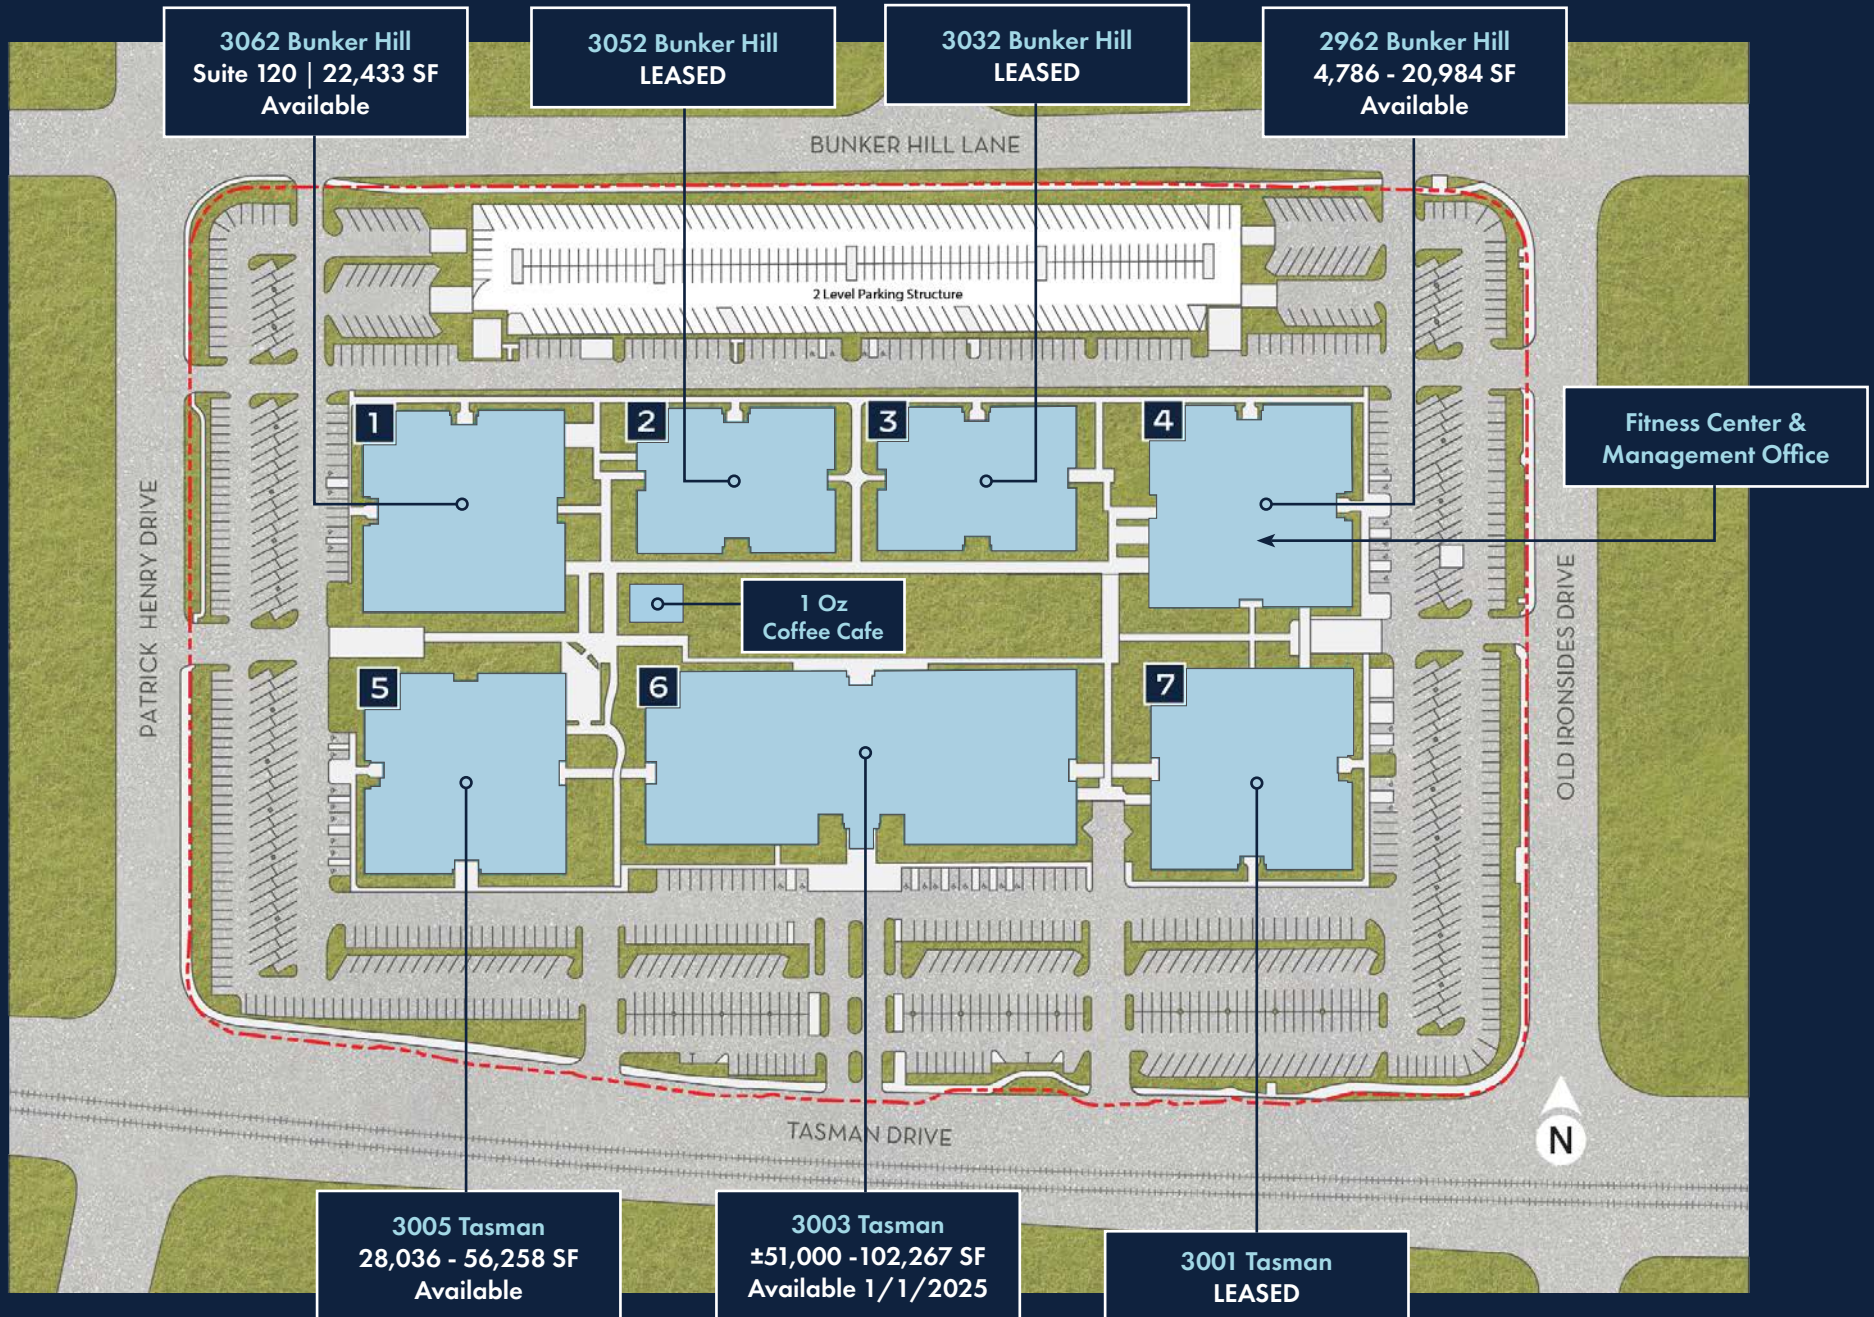 3062 Bunker Hill
Suite 120 | 22,433 SF
Available
3052 Bunker Hill
LEASED
3032 Bunker Hill
LEASED
2962 Bunker Hill
4,786 - 20,984 SF
Available
BUNKER HILL LANE
2 Level Parking Structure
1
2
3
4
Fitness Center &
Management Office
PATRICK HENRY DRIVE
OLD IRONSIDES DRIVE
1 Oz
Coffee Cafe
5
6
7
TASMAN DRIVE
N
3005 Tasman
28,036 - 56,258 SF
Available
3003 Tasman
±51,000 -102,267 SF
Available 1/1/2025
3001 Tasman
LEASED